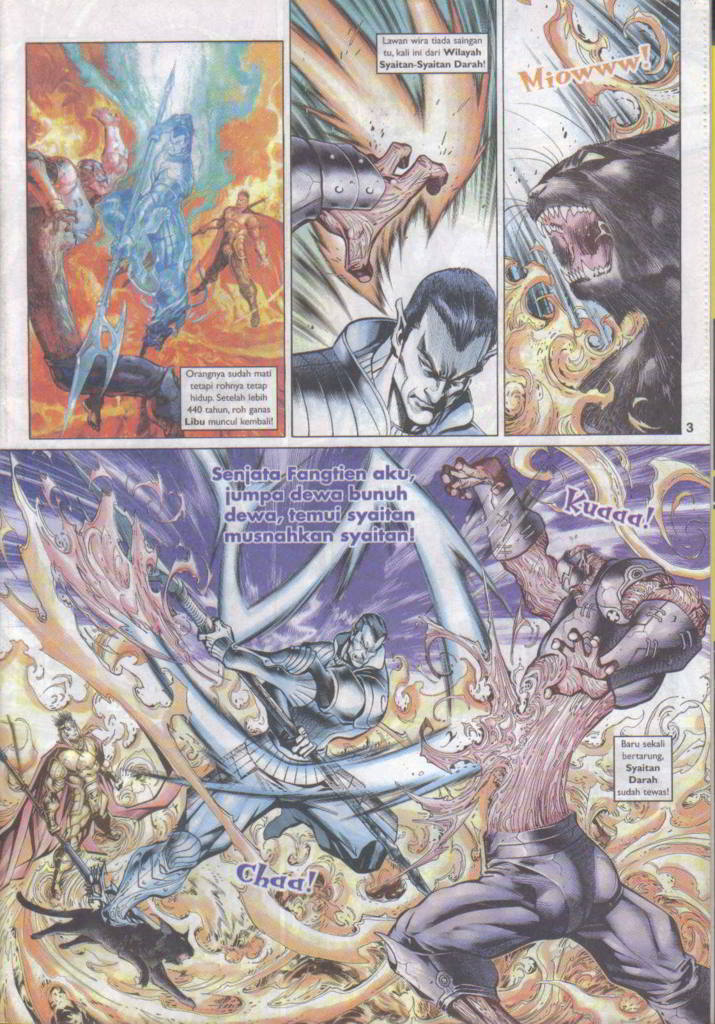 Orangnya sudah mati
tetapi rohnya tetap
hidup. Setelah lebih
440 tahun, roh ganas
Libu muncul kembali!
Lawan wira tiada saingan
tu, kali ini dari Wilayah
Syaitan-Syaitan Darah!
Miowww!
3
Senjata Fangtien aku,
jumpa dewa bunuh
dewa, temui syaitan
musnahkan syaitan!
Kuaaa!
Baru sekali
bertarung,
Syaitan
Darah
sudah tewas!
Chaa!